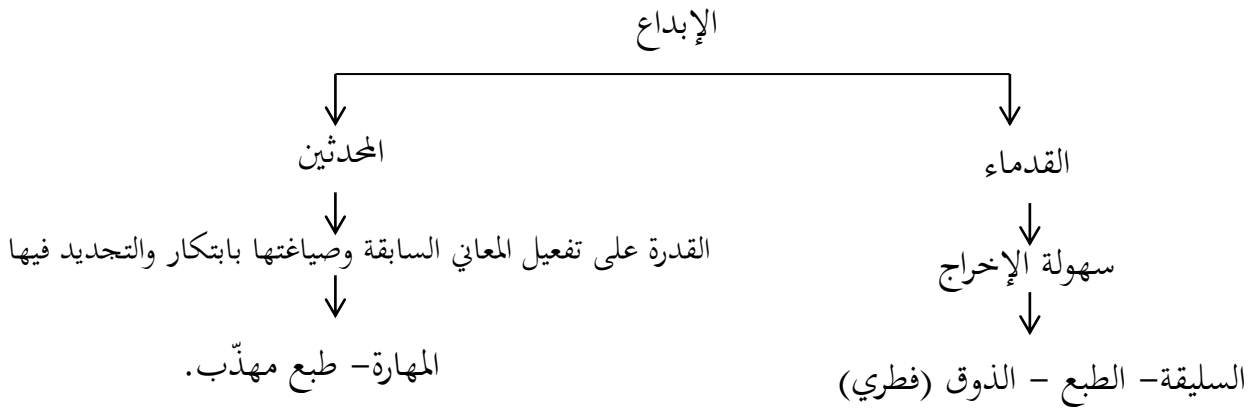 الإبداع
القدماء
المحدثين
سهولة الإخراج
القدرة على تفعيل المعاني السابقة وصياغتها بابتكار والتجديد فيها
السليقة– الطبع – الذوق (فطري)
المهارة– طبع مهذّب.